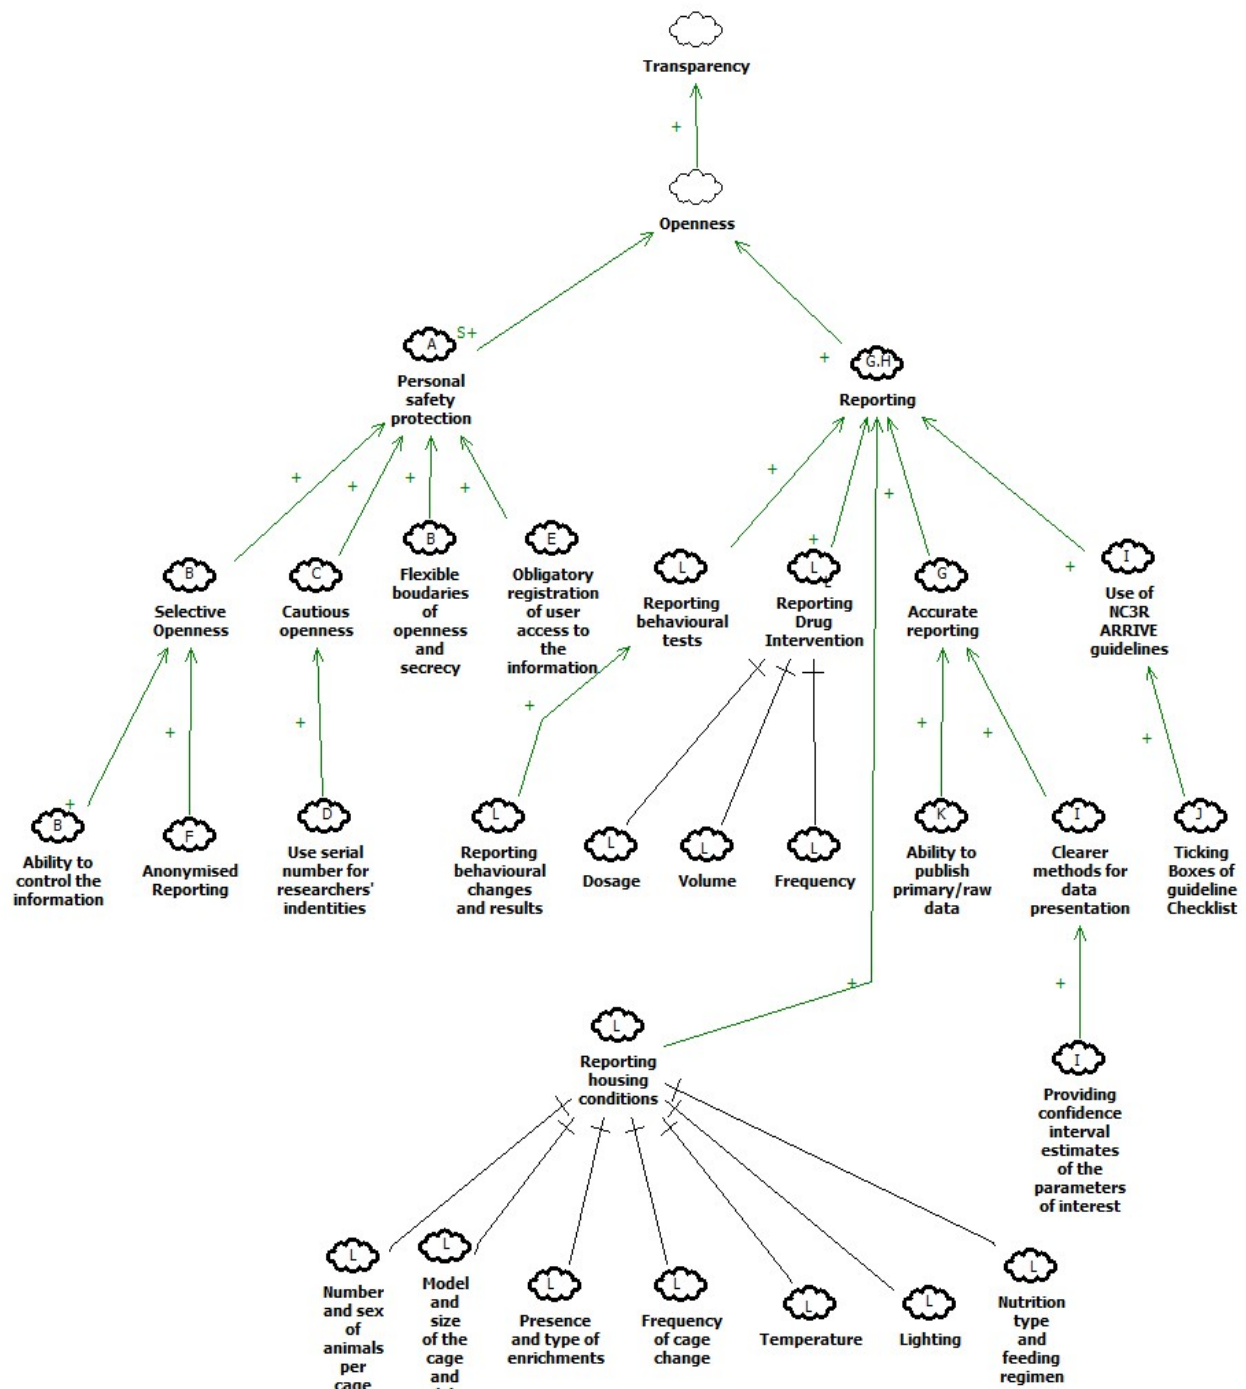 Transparency
+
Openness
S+
A
Personal
safety
protection
+
G.H
Reporting
+
+
+
+
+
+
B
Selective
Openness
C
Cautious
openness
B
Flexible
boudaries
of
openness
and
secrecy
E
Obligatory
registration
of user
access to
the
information
L
Reporting
behavioural
tests
+
L
Reporting
Drug
Intervention
G
Accurate
reporting
+
I
Use of
NC3R
ARRIVE
guidelines
+
+
+
+
+
+
+
B
Ability to
control the
information
F
Anonymised
Reporting
D
Use serial
number for
researchers'
indentities
L
Reporting
behavioural
changes
and results
L
Dosage
L
Volume
L
Frequency
K
Ability to
publish
primary/raw
data
I
Clearer
methods for
data
presentation
J
Ticking
Boxes of
guideline
Checklist
+
+
L
Reporting
housing
conditions
I
Providing
confidence
interval
estimates
of the
parameters
of interest
L
Number
and sex
of
animals
per
cage
L
Model
and
size
of the
cage
and
L
Presence
and type of
enrichments
L
Frequency
of cage
change
L
Temperature
L
Lighting
L
Nutrition
type
and
feeding
regimen